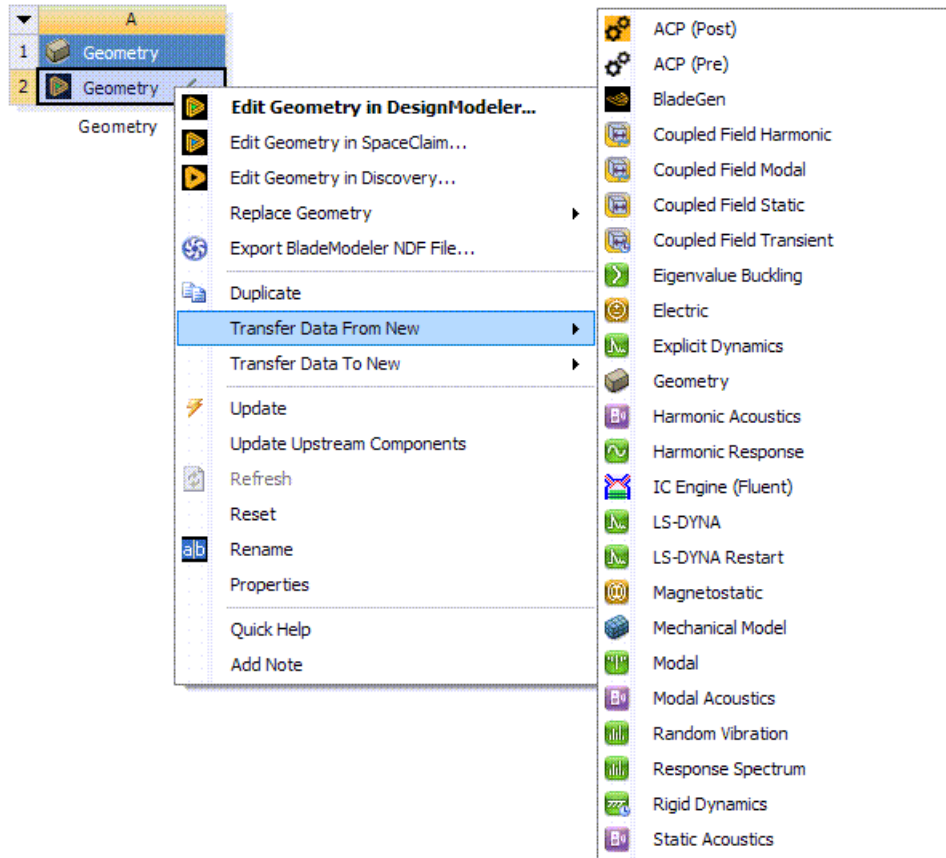 A
1 Geometry
2 Geometry
Geometry
Edit Geometry in DesignModeler...
Edit Geometry in SpaceClaim...
Edit Geometry in Discovery...
Replace Geometry
Export BladeModeler NDF File...
Duplicate
Transfer Data From New
Transfer Data To New
Update
Update Upstream Components
Refresh
Reset
a|b Rename
Properties
Quick Help
Add Note
ACP (Post)
ACP (Pre)
BladeGen
Coupled Field Harmonic
Coupled Field Modal
Coupled Field Static
Coupled Field Transient
Eigenvalue Buckling
Electric
Explicit Dynamics
Geometry
Harmonic Acoustics
Harmonic Response
IC Engine (Fluent)
LS-DYNA
LS-DYNA Restart
Magnetostatic
Mechanical Model
Modal
Modal Acoustics
Random Vibration
Response Spectrum
Rigid Dynamics
Static Acoustics